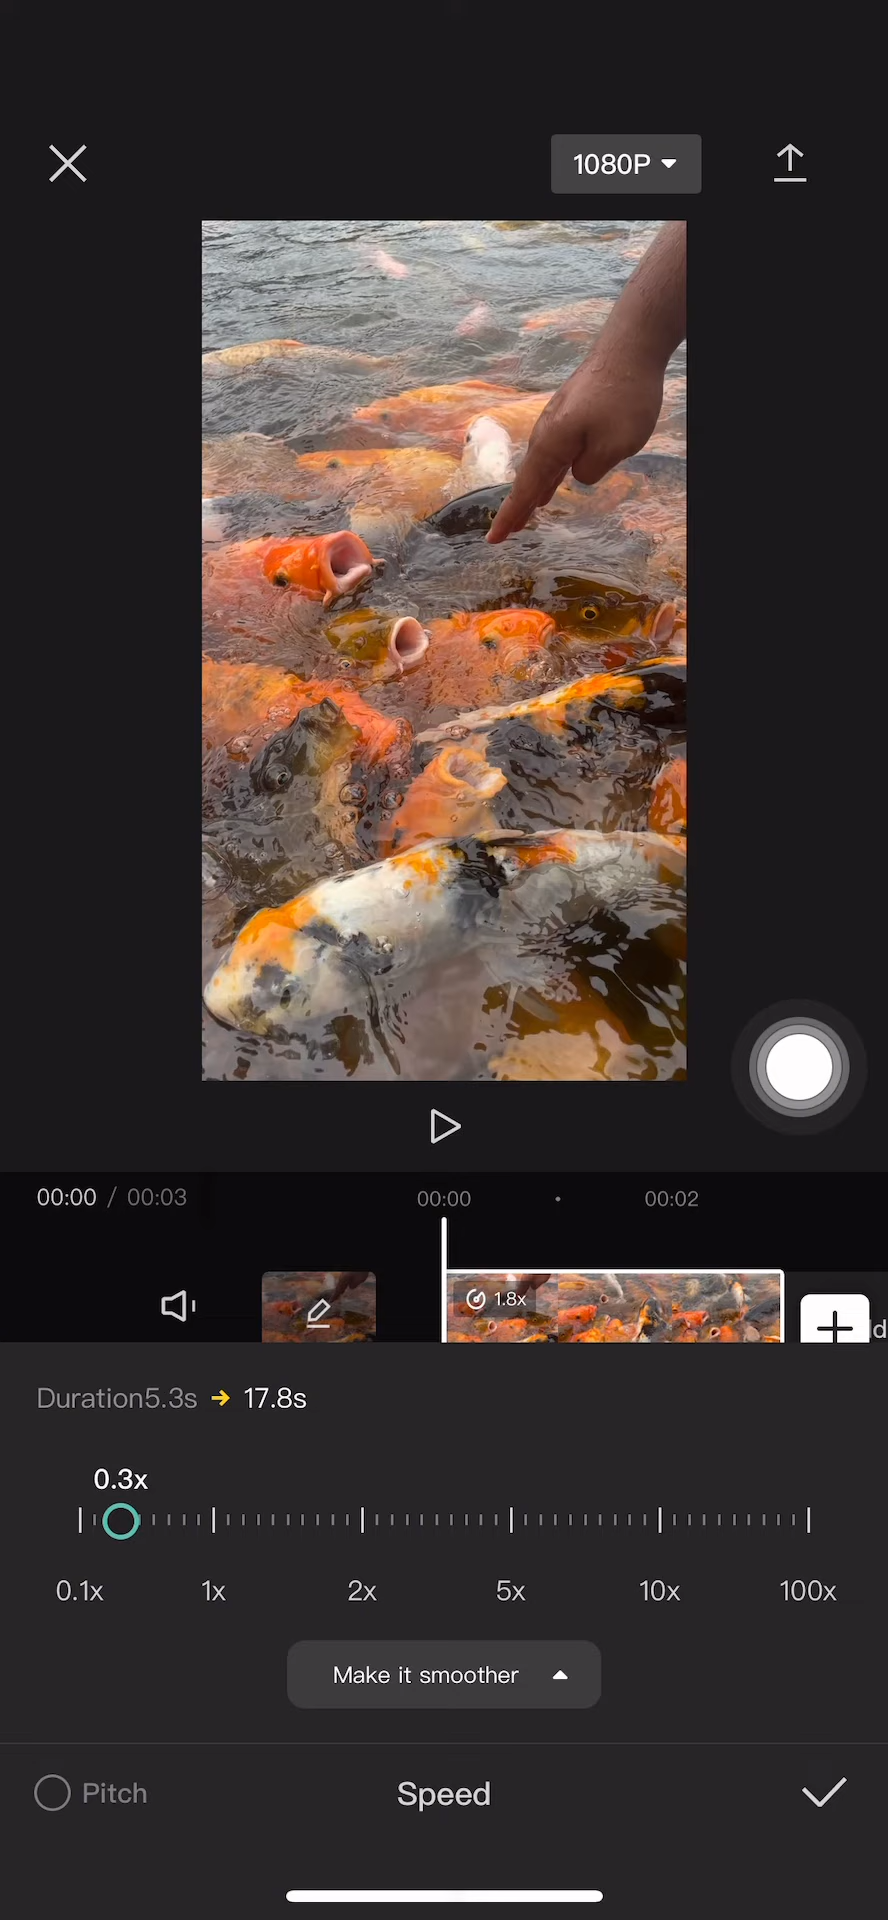 1080P
00:00 / 00:03
00:00
00:02
1.8x
Duration5.3s → 17.8s
0.3x
0.1x 1x 2x 5x 10x 100x
Make it smoother
Pitch
Speed